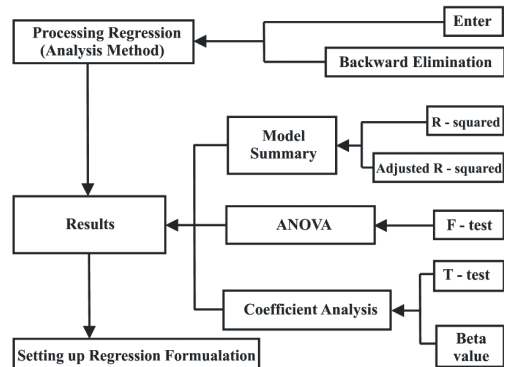 Enter
Processing Regression
(Analysis Method)
Backward Elimination
R - squared
Model
Summary
Adjusted R - squared
Results
ANOVA
F - test
T - test
Coefficient Analysis
Beta
value
Setting up Regression Formualation